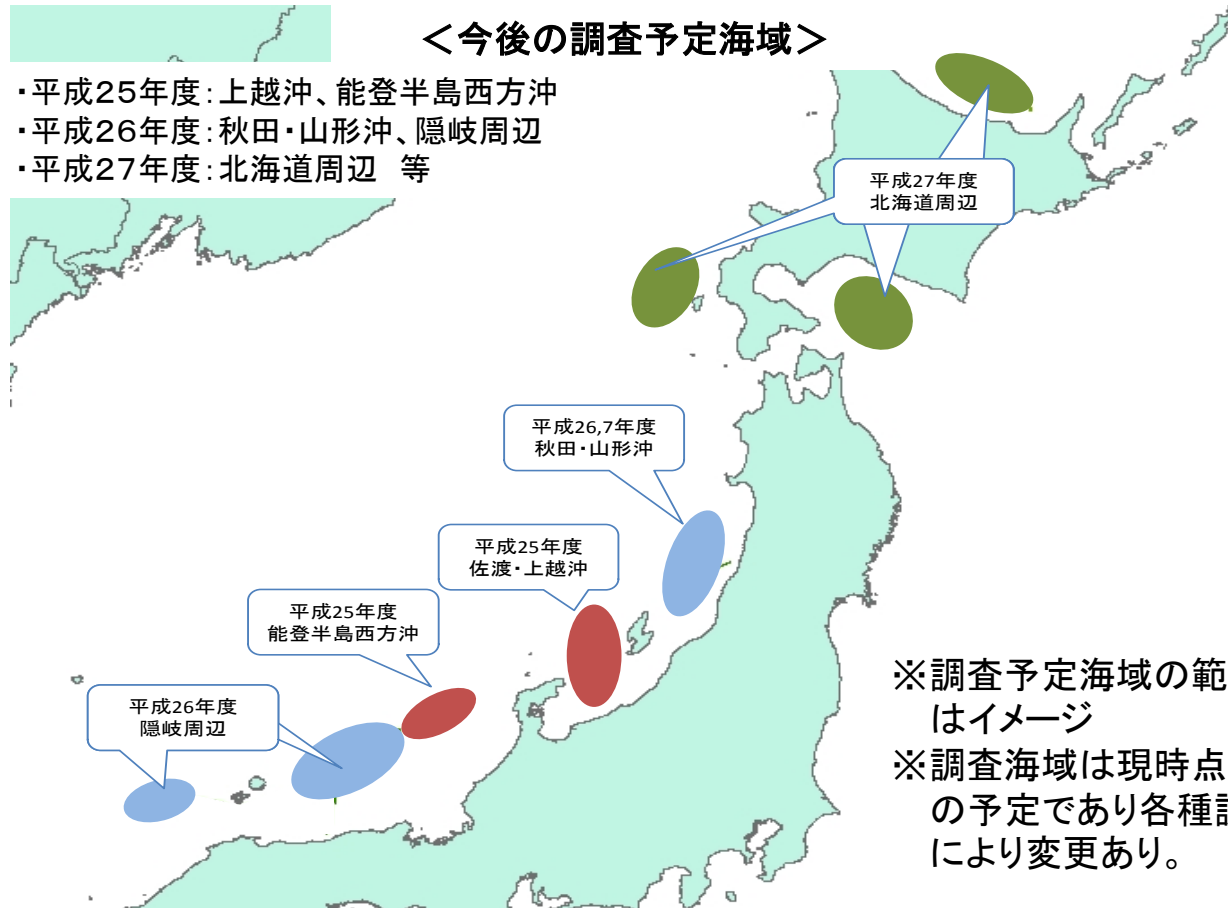 ＜今後の調査予定海域＞
・平成２５年度：上越沖、能登半島西方沖
・平成２６年度：秋田・山形沖、隠岐周辺
・平成２７年度：北海道周辺　等
平成27年度
北海道周辺
平成26,7年度
秋田・山形沖
平成25年度
佐渡・上越沖
平成25年度
能登半島西方沖
平成26年度
隠岐周辺
※調査予定海域の範
はイメージ
※調査海域は現時点
の予定であり各種
により変更あり。